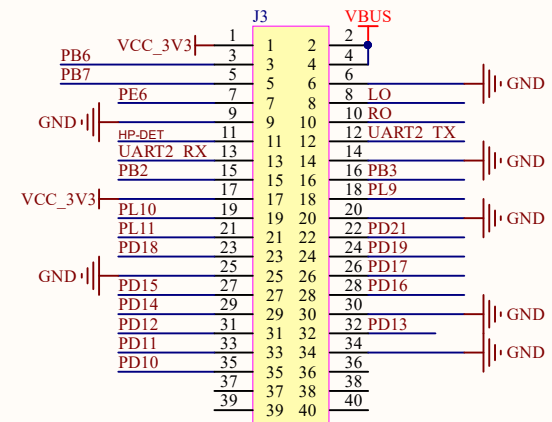 J3 VBUS
VCC_3V3 1 1 2 2
PB6 3 3 4 4
PB7 5 5 6 6 GND
PE6 7 7 8 8 LO
GND 9 9 10 10 RO
HP-DET 11 11 12 12 UART2_TX
UART2_RX 13 13 14 14 GND
PB2 15 15 16 16 PB3
VCC_3V3 17 17 18 18 PL9
PL10 19 19 20 20 GND
PL11 21 21 22 22 PD21
PD18 23 23 24 24 PD19
GND 25 25 26 26 PD17
PD15 27 27 28 28 PD16
PD14 29 29 30 30 GND
PD12 31 31 32 32 PD13
PD11 33 33 34 34 GND
PD10 35 35 36 36
37 37 38 38
39 39 40 40